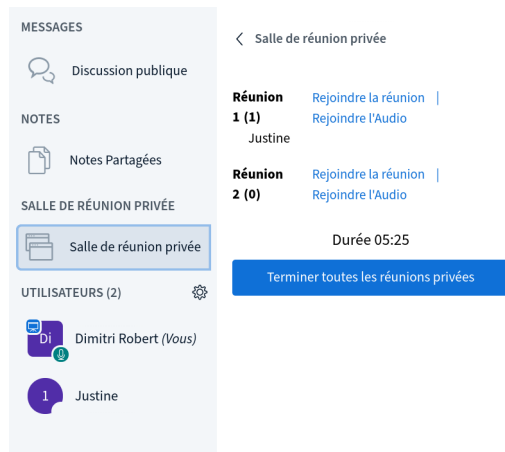 MESSAGES
Discussion publique
NOTES
Notes Partagées
SALLE DE RÉUNION PRIVÉE
Salle de réunion privée
UTILISATEURS (2)
Di
Dimitri Robert (Vous)
1
Justine
Salle de réunion privée
Réunion 
1 (1)
Rejoindre la réunion |
Rejoindre l'Audio
Justine
Réunion
2 (0)
Rejoindre la réunion |
Rejoindre l'Audio
Durée 05:25
Terminer toutes les réunions privées